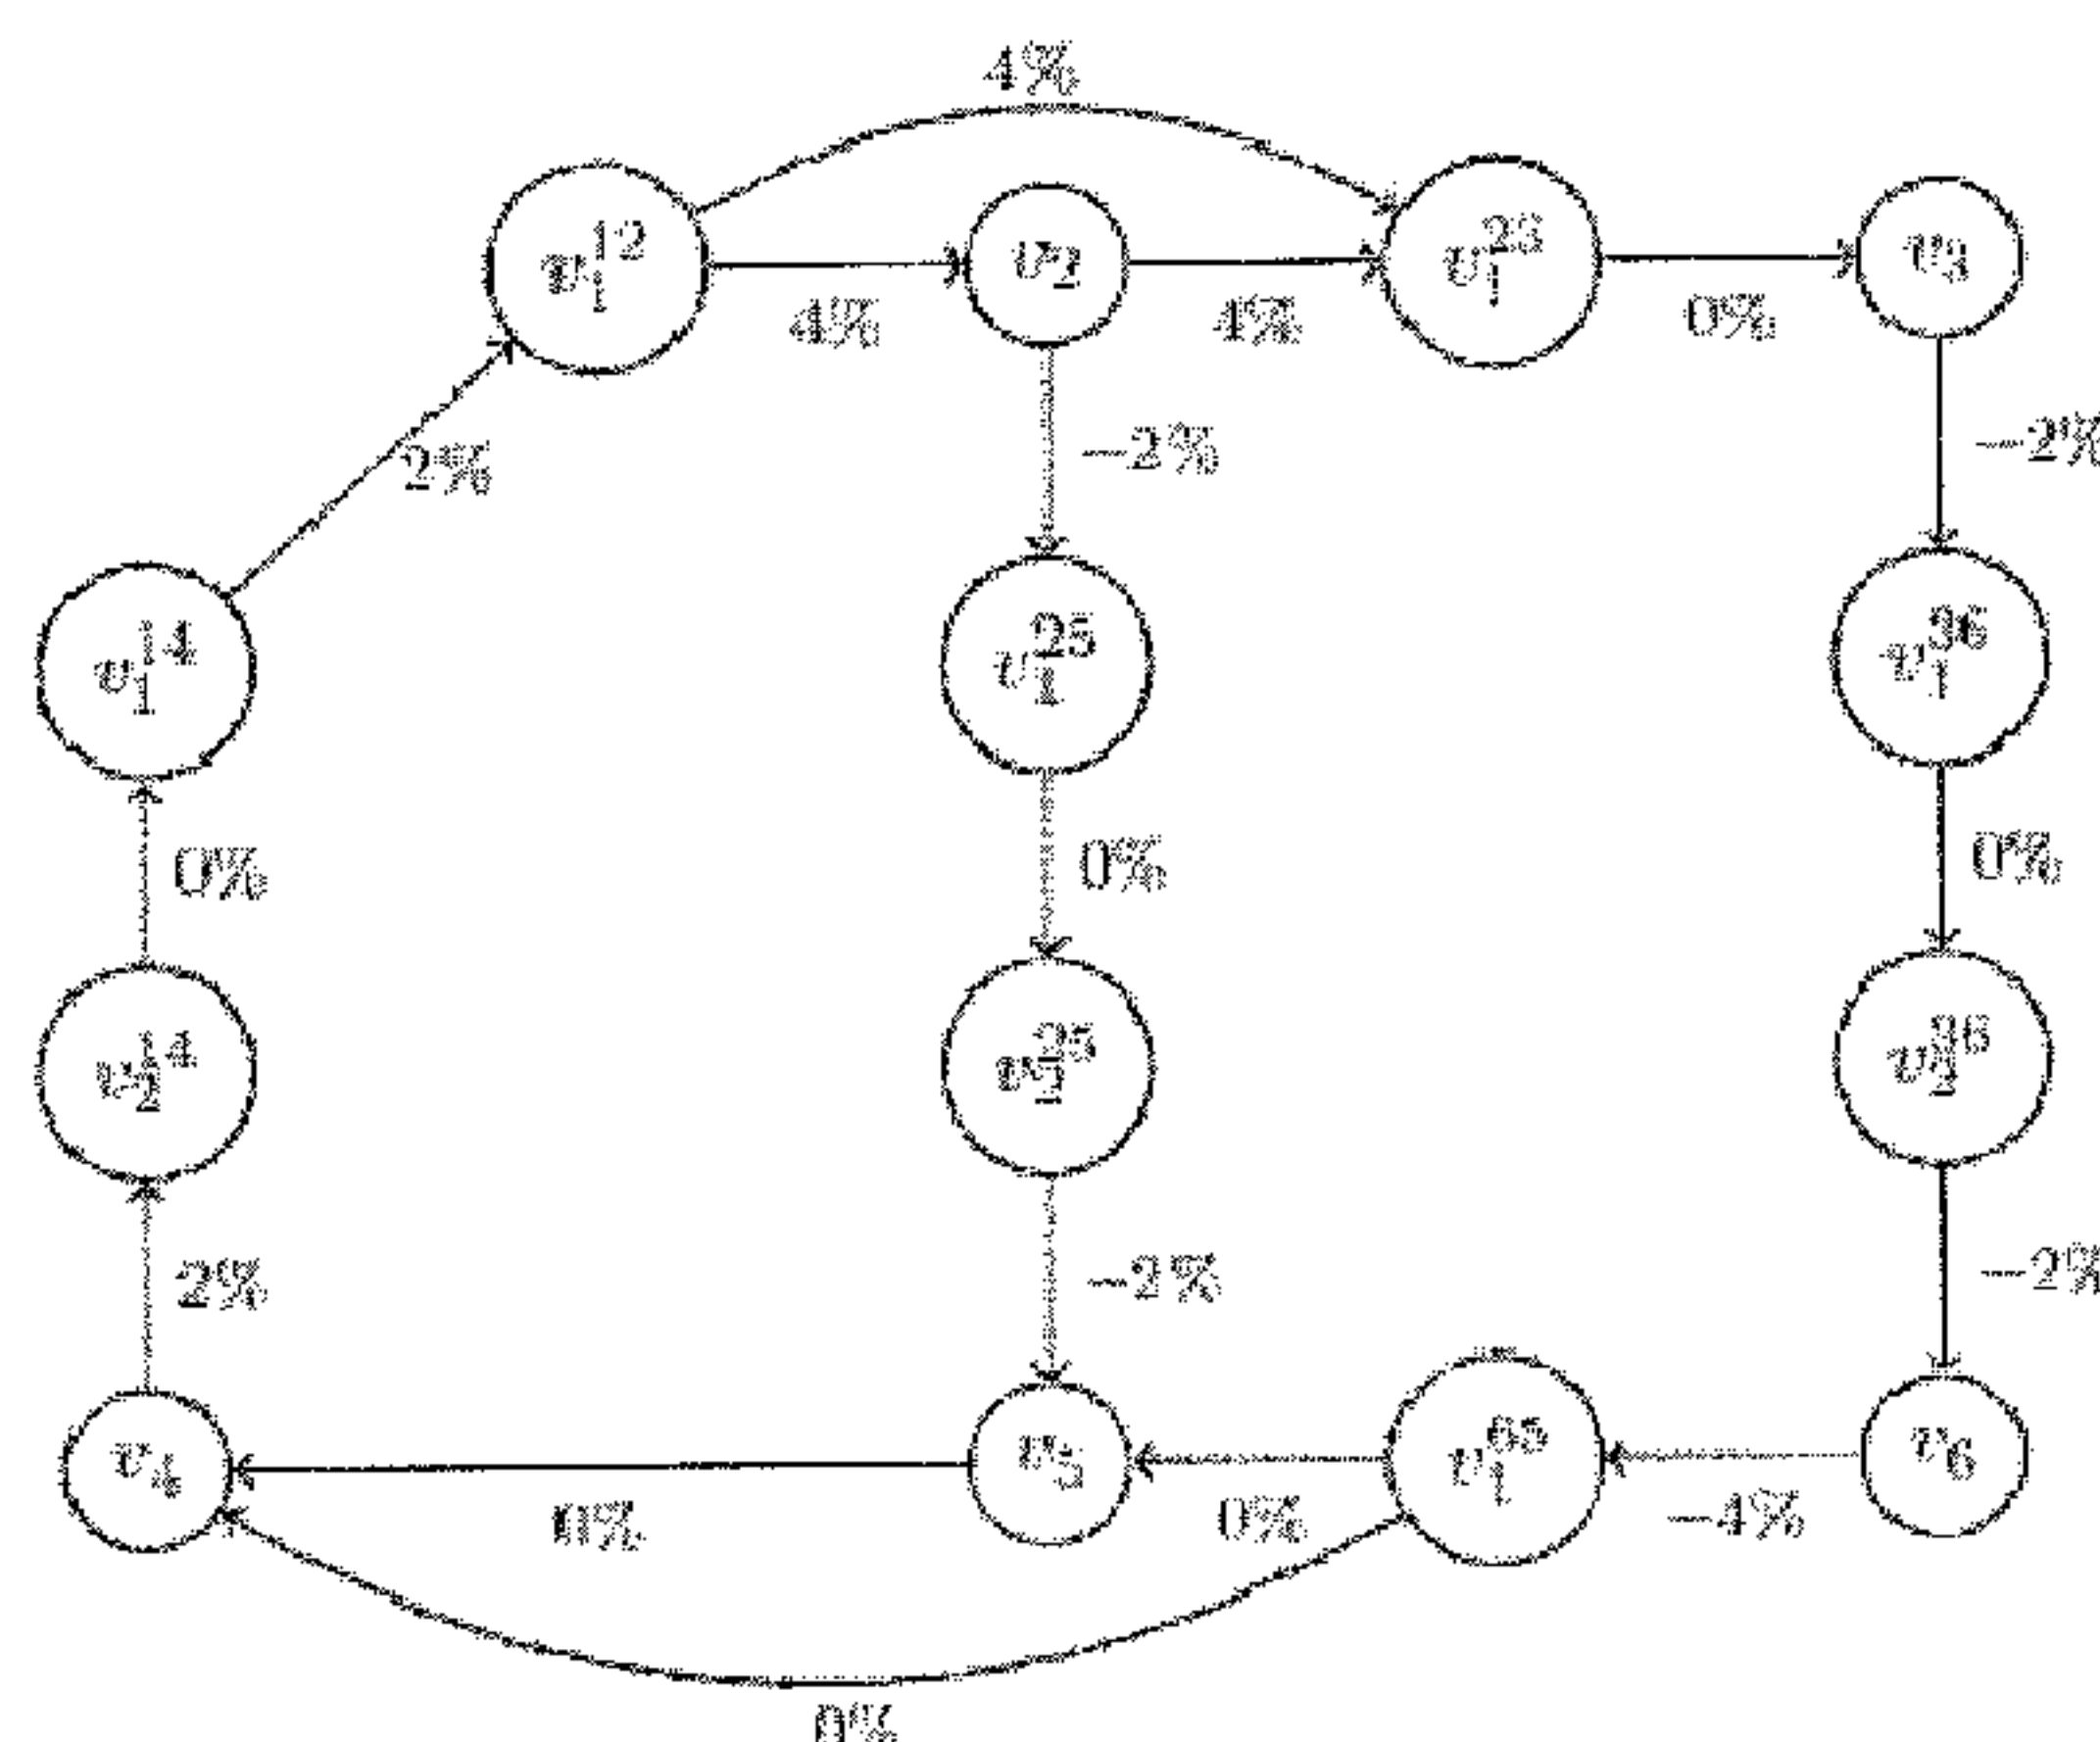 4%
v_1^{12} v_2 v_1^{23} v_3
4% 4% 0%
2% −2% −2%
v_1^{14} v_1^{25} v_1^{36}
0% 0% 0%
v_2^{14} v_2^{36}
2% −2% −2%
v_4 v_5 v_1^{65} v_6
0% 0% −4%
0%